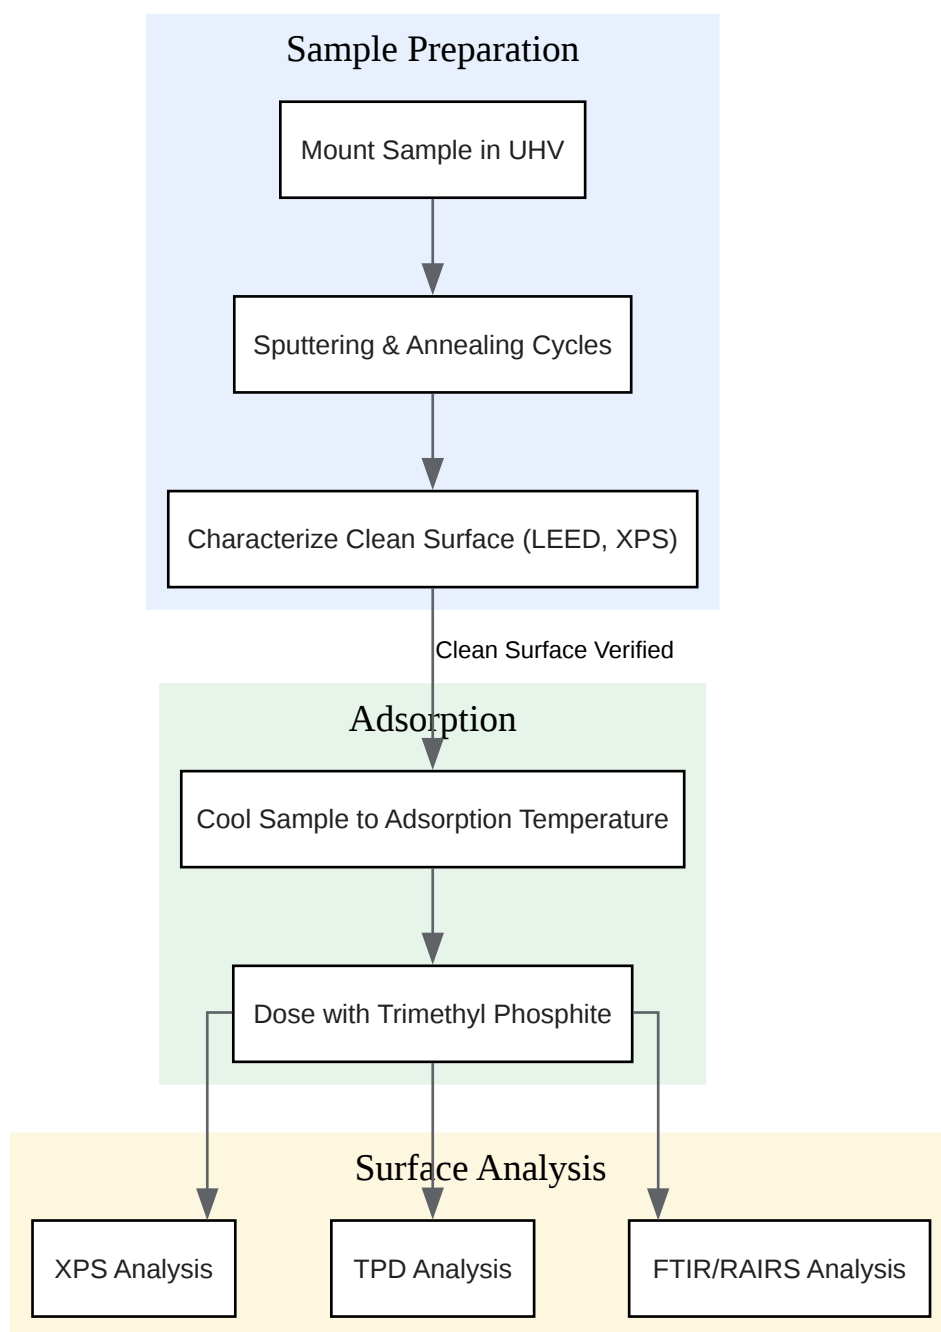 Sample Preparation
Mount Sample in UHV
Sputtering & Annealing Cycles
Characterize Clean Surface (LEED, XPS)
Clean Surface Verified
Adsorption
Cool Sample to Adsorption Temperature
Dose with Trimethyl Phosphite
Surface Analysis
XPS Analysis
TPD Analysis
FTIR/RAIRS Analysis